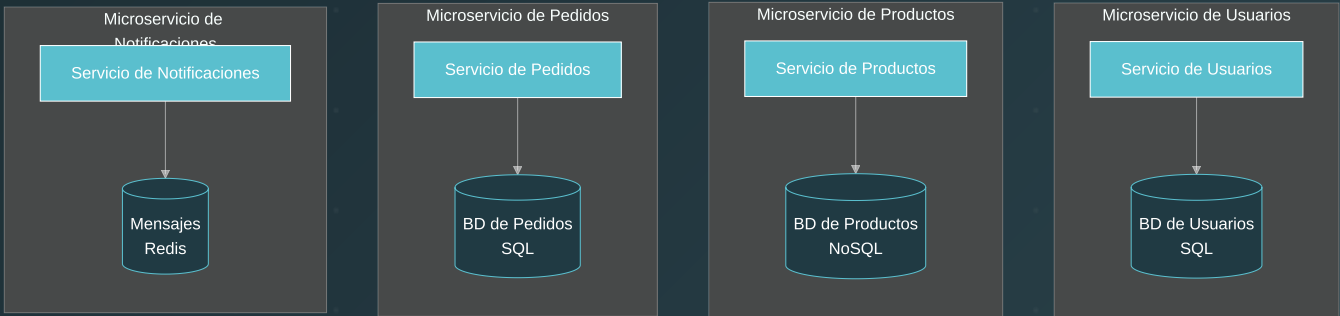 Microservicio de
Notificaciones
Servicio de Notificaciones
Mensajes
Redis
Microservicio de Pedidos
Servicio de Pedidos
BD de Pedidos
SQL
Microservicio de Productos
Servicio de Productos
BD de Productos
NoSQL
Microservicio de Usuarios
Servicio de Usuarios
BD de Usuarios
SQL